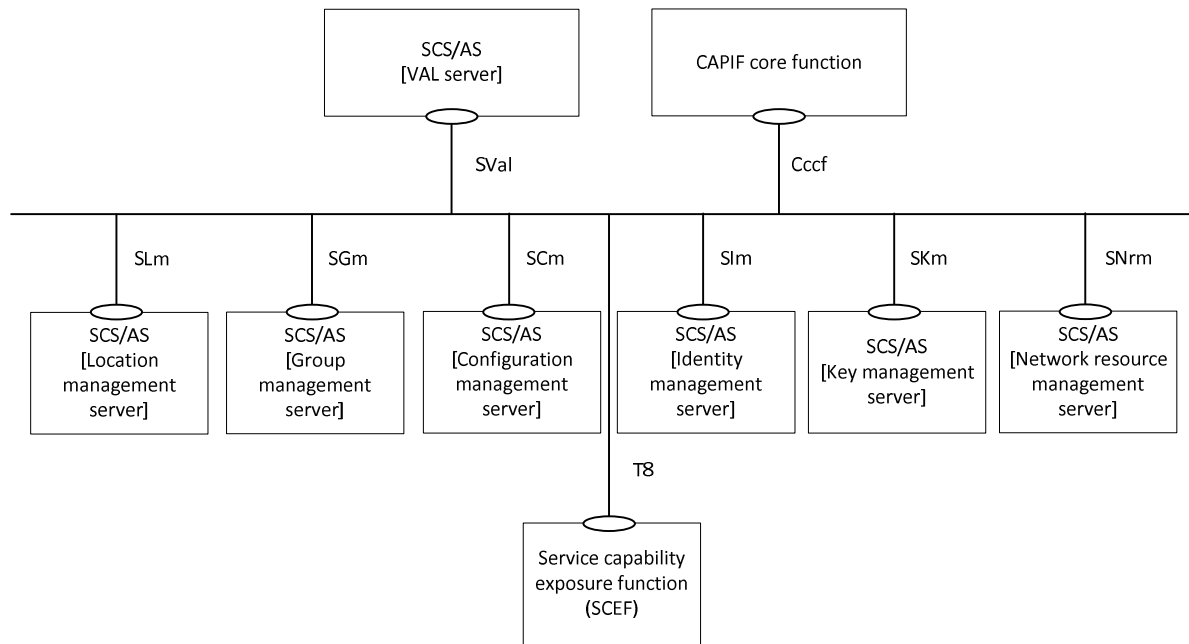 SCS/AS
[VAL server]
CAPIF core function
SVal
Cccf
SLm
SGm
SCm
SIm
SKm
SNrm
SCS/AS
[Location
management
server]
SCS/AS
[Group
management
server]
SCS/AS
[Configuration
management
server]
SCS/AS
[Identity
management
server]
SCS/AS
[Key management
server]
SCS/AS
[Network resource
management
server]
T8
Service capability
exposure function
(SCEF)